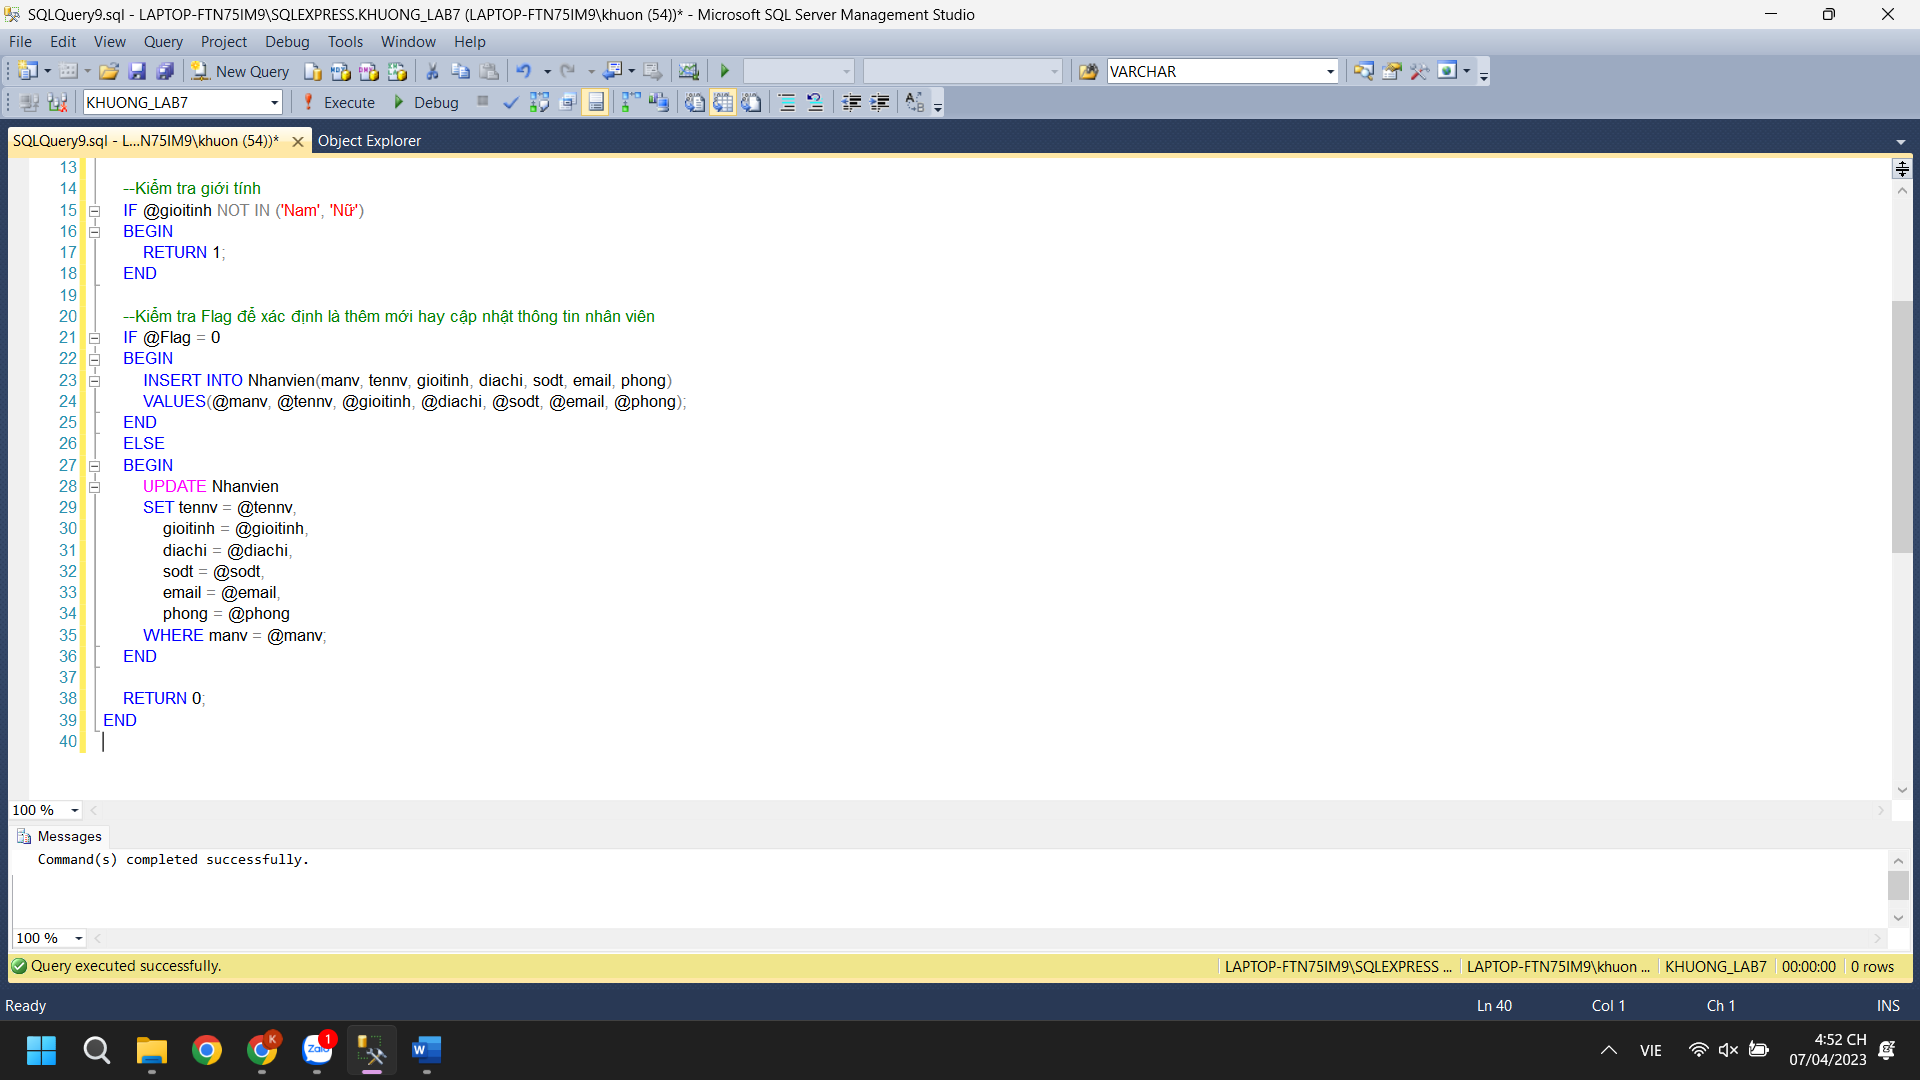 SQLQuery9.sql - LAPTOP-FTN75IM9\SQLEXPRESS.KHUONG_LAB7 (LAPTOP-FTN75IM9\khuon (54))* - Microsoft SQL Server Management Studio
File Edit View Query Project Debug Tools Window Help
New Query VARCHAR
KHUONG_LAB7 Execute Debug
SQLQuery9.sql - L...N75IM9\khuon (54))* Object Explorer
13
14 --Kiểm tra giới tính
15 IF @gioitinh NOT IN ('Nam', 'Nữ')
16 BEGIN
17 RETURN 1;
18 END
19
20 --Kiểm tra Flag để xác định là thêm mới hay cập nhật thông tin nhân viên
21 IF @Flag = 0
22 BEGIN
23 INSERT INTO Nhanvien(manv, tennv, gioitinh, diachi, sodt, email, phong)
24 VALUES(@manv, @tennv, @gioitinh, @diachi, @sodt, @email, @phong);
25 END
26 ELSE
27 BEGIN
28 UPDATE Nhanvien
29 SET tennv = @tennv,
30 gioitinh = @gioitinh,
31 diachi = @diachi,
32 sodt = @sodt,
33 email = @email,
34 phong = @phong
35 WHERE manv = @manv;
36 END
37
38 RETURN 0;
39 END
40
100 %
Messages
Command(s) completed successfully.
100 %
Query executed successfully. LAPTOP-FTN75IM9\SQLEXPRESS ... LAPTOP-FTN75IM9\khuon ... KHUONG_LAB7 00:00:00 0 rows
Ready Ln 40 Col 1 Ch 1 INS
K Zalo 1 W VIE 4:52 CH
07/04/2023